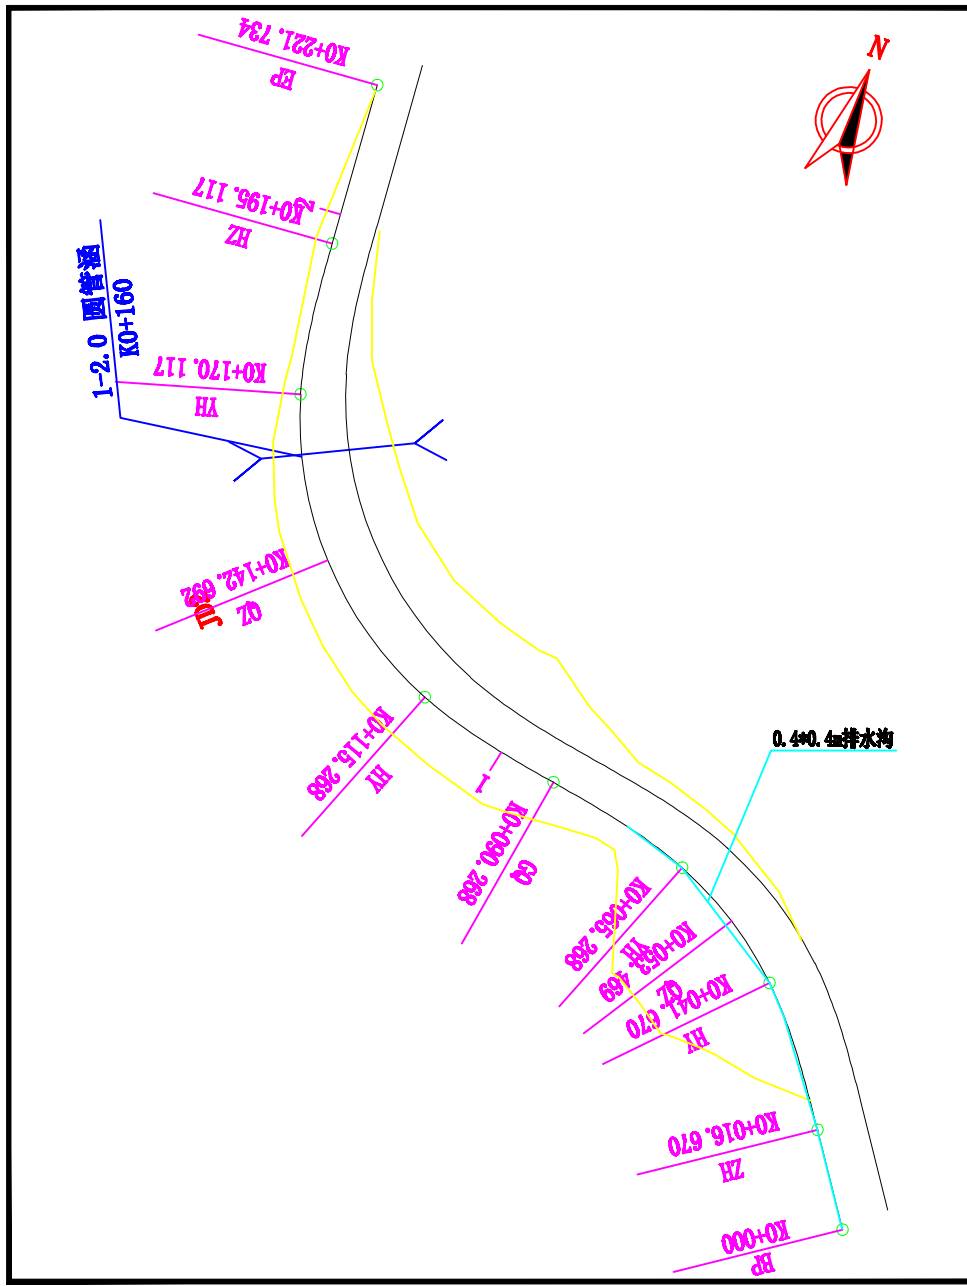 K0+221.734
EP
N
K0+195.117
2
HZ
1-2.0 圆管涵
K0+160
K0+170.117
YH
K0+142.692
QZ
JD
K0+115.268
HY
1
0.4*0.4m排水沟
K0+090.268
GQ
K0+065.268
YH
K0+053.469
QZ
K0+041.670
HY
K0+016.670
ZH
K0+000
BP